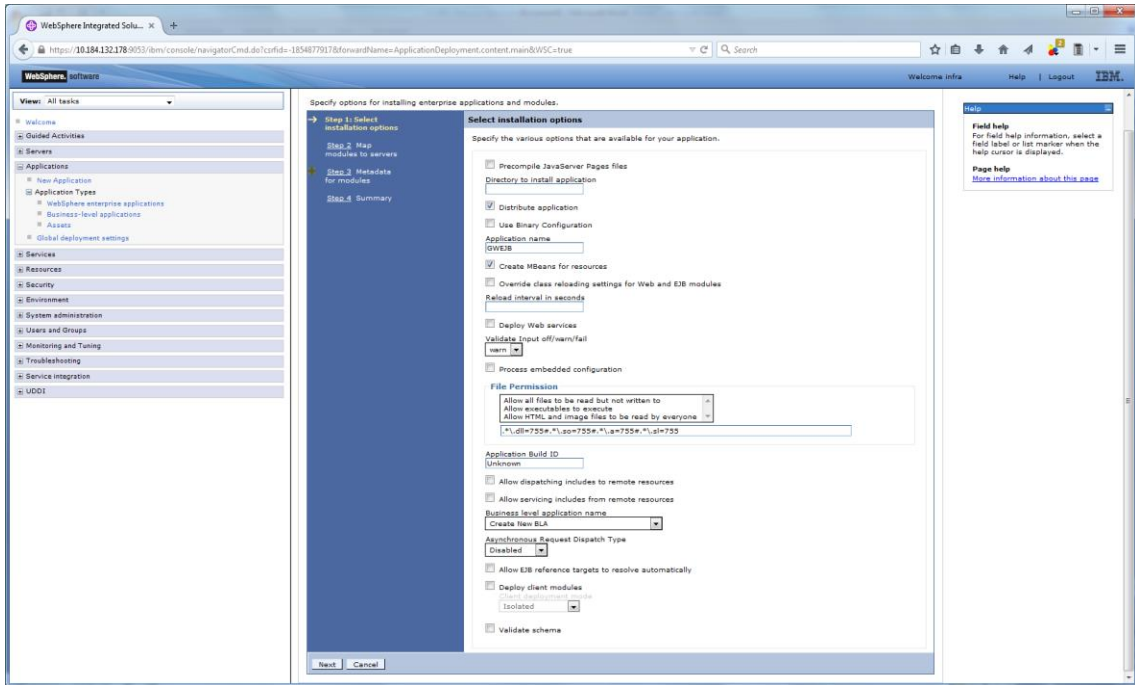 WebSphere Integrated Solu...
https://10.184.132.178:9053/ibm/console/navigatorCmd.do?csrfid=-1854877917&forwardName=ApplicationDeployment.content.main&WSC=true
Search
WebSphere. software
Welcome infra
Help | Logout
IBM.
View: All tasks
Welcome
Guided Activities
Servers
Applications
New Application
Application Types
WebSphere enterprise applications
Business-level applications
Assets
Global deployment settings
Services
Resources
Security
Environment
System administration
Users and Groups
Monitoring and Tuning
Troubleshooting
Service integration
UDDI
Specify options for installing enterprise applications and modules.
Step 1: Select
installation options
Step 2 Map
modules to servers
Step 3 Metadata
for modules
Step 4 Summary
Select installation options
Specify the various options that are available for your application.
Precompile JavaServer Pages files
Directory to install application
Distribute application
Use Binary Configuration
Application name
GWEJB
Create MBeans for resources
Override class reloading settings for Web and EJB modules
Reload interval in seconds
Deploy Web services
Validate Input off/warn/fail
warn
Process embedded configuration
File Permission
Allow all files to be read but not written to
Allow executables to execute
Allow HTML and image files to be read by everyone
.*\.dll=755#.*\.so=755#.*\.a=755#.*\.sl=755
Application Build ID
Unknown
Allow dispatching includes to remote resources
Allow servicing includes from remote resources
Business level application name
Create New BLA
Asynchronous Request Dispatch Type
Disabled
Allow EJB reference targets to resolve automatically
Deploy client modules
Client deployment mode
Isolated
Validate schema
Next Cancel
Help
Field help
For field help information, select a
field label or list marker when the
help cursor is displayed.
Page help
More information about this page